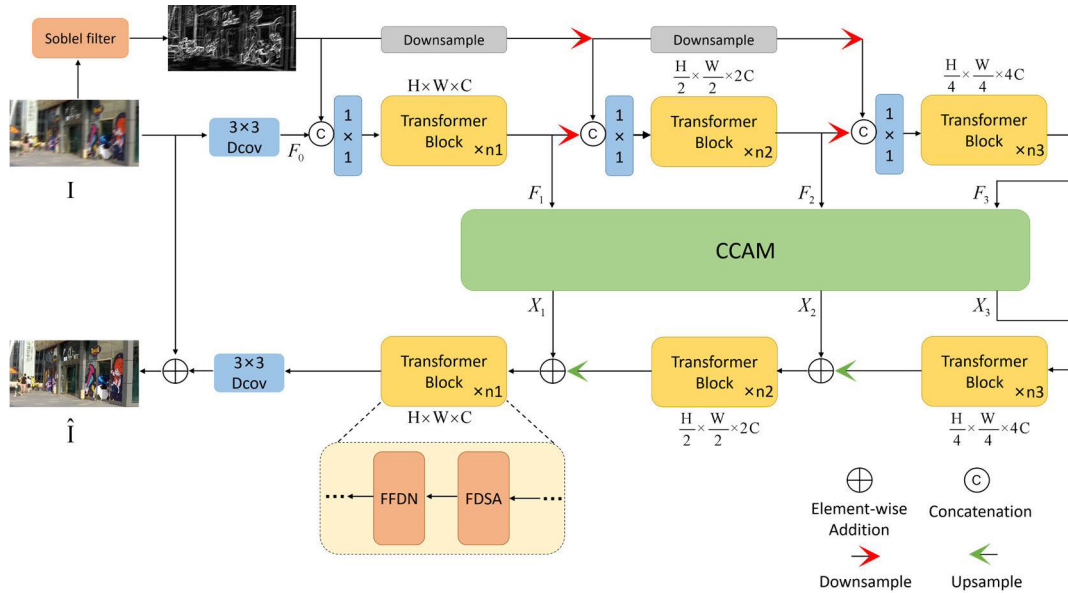 Soblel filter
Downsample
Downsample
H×W×C
H/2 × W/2 ×2C
H/4 × W/4 ×4C
3×3
Dcov
F₀
C
1
×
1
Transformer
Block
×n1
C
1
×
1
Transformer
Block
×n2
C
1
×
1
Transformer
Block
×n3
I
F₁
F₂
F₃
CCAM
X₁
X₂
X₃
3×3
Dcov
Transformer
Block
×n1
Transformer
Block
×n2
Transformer
Block
×n3
Î
H×W×C
H/2 × W/2 ×2C
H/4 × W/4 ×4C
FFDN
FDSA
C
Element-wise
Addition
Concatenation
Downsample
Upsample